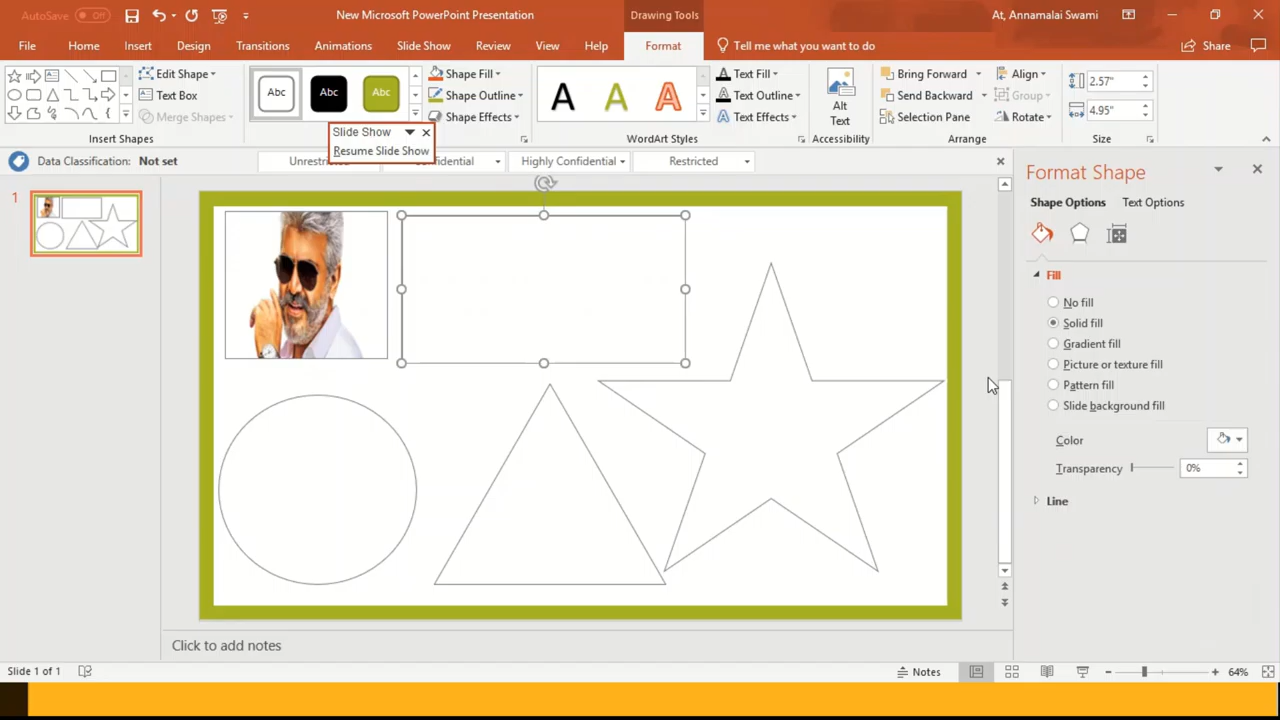 AutoSave Off New Microsoft PowerPoint Presentation Drawing Tools At, Annamalai Swami
File Home Insert Design Transitions Animations Slide Show Review View Help Format Tell me what you want to do Share
Edit Shape
Text Box
Merge Shapes
Insert Shapes
Abc Abc Abc
Shape Fill
Shape Outline
Shape Effects
A A A
Text Fill
Text Outline
Text Effects
WordArt Styles
Alt
Text
Accessibility
Bring Forward
Send Backward
Selection Pane
Align
Group
Rotate
Arrange
2.57"
4.95"
Size
Slide Show
Resume Slide Show
Data Classification: Not set Highly Confidential Restricted
1
Format Shape
Shape Options Text Options
Fill
No fill
Solid fill
Gradient fill
Picture or texture fill
Pattern fill
Slide background fill
Color
Transparency 0%
Line
Click to add notes
Slide 1 of 1 Notes 64%